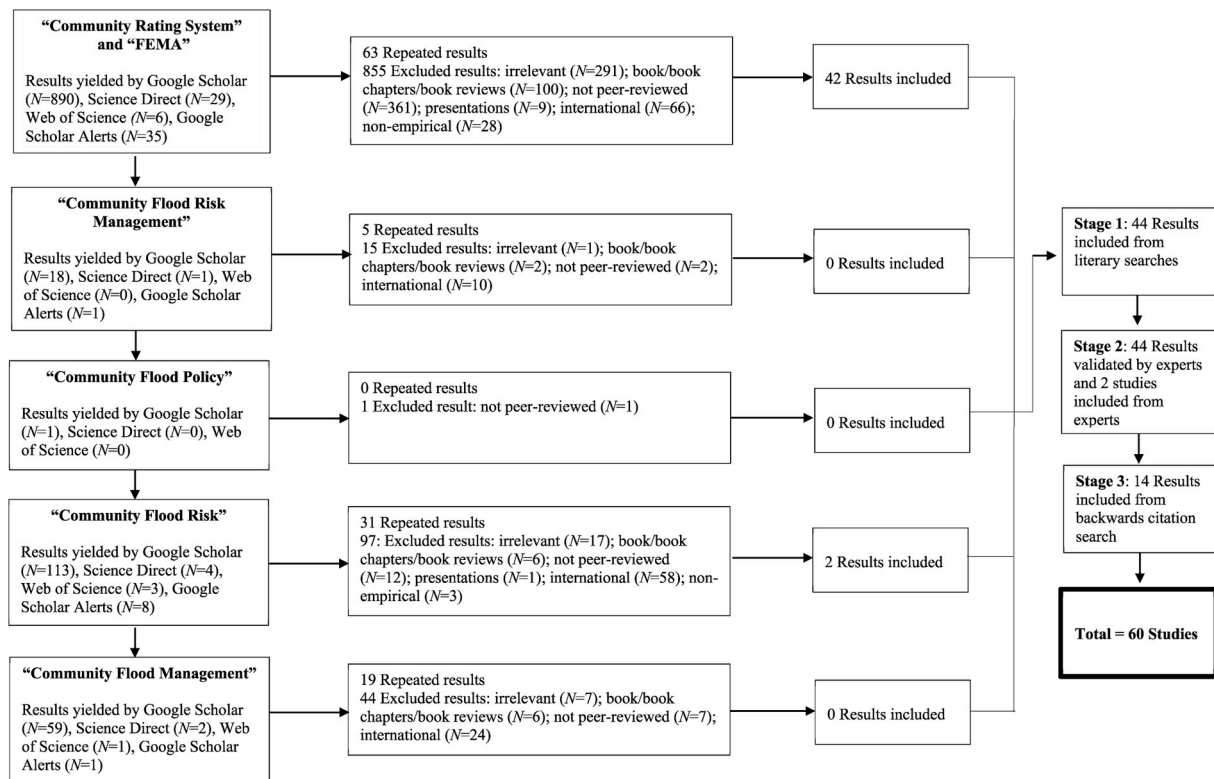 “Community Rating System”
and “FEMA”
Results yielded by Google Scholar
(N=890), Science Direct (N=29),
Web of Science (N=6), Google
Scholar Alerts (N=35)
63 Repeated results
855 Excluded results: irrelevant (N=291); book/book
chapters/book reviews (N=100); not peer-reviewed
(N=361); presentations (N=9); international (N=66);
non-empirical (N=28)
42 Results included
“Community Flood Risk
Management”
Results yielded by Google Scholar
(N=18), Science Direct (N=1), Web
of Science (N=0), Google Scholar
Alerts (N=1)
5 Repeated results
15 Excluded results: irrelevant (N=1); book/book
chapters/book reviews (N=2); not peer-reviewed (N=2);
international (N=10)
0 Results included
“Community Flood Policy”
Results yielded by Google Scholar
(N=1), Science Direct (N=0), Web
of Science (N=0)
0 Repeated results
1 Excluded result: not peer-reviewed (N=1)
0 Results included
“Community Flood Risk”
Results yielded by Google Scholar
(N=113), Science Direct (N=4),
Web of Science (N=3), Google
Scholar Alerts (N=8)
31 Repeated results
97: Excluded results: irrelevant (N=17); book/book
chapters/book reviews (N=6); not peer-reviewed
(N=12); presentations (N=1); international (N=58); non-
empirical (N=3)
2 Results included
“Community Flood Management”
Results yielded by Google Scholar
(N=59), Science Direct (N=2), Web
of Science (N=1), Google Scholar
Alerts (N=1)
19 Repeated results
44 Excluded results: irrelevant (N=7); book/book
chapters/book reviews (N=6); not peer-reviewed (N=7);
international (N=24)
0 Results included
Stage 1: 44 Results
included from
literary searches
Stage 2: 44 Results
validated by experts
and 2 studies
included from
experts
Stage 3: 14 Results
included from
backwards citation
search
Total = 60 Studies